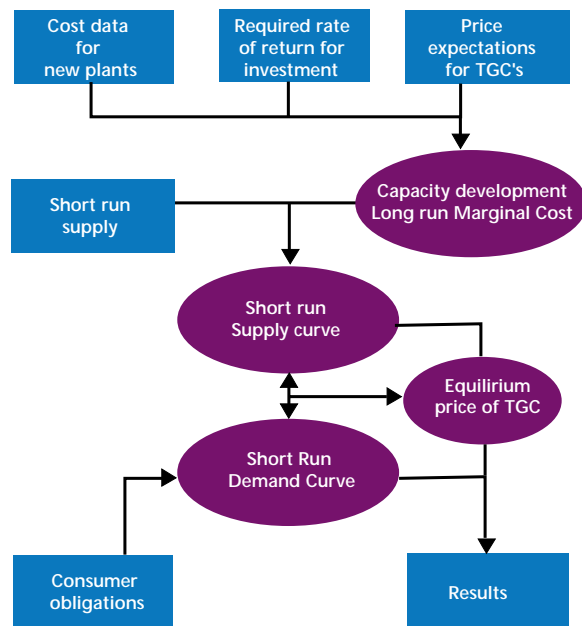 Cost data
for
new plants
Required rate
of return for
investment
Price
expectations
for TGC's
Capacity development
Long run Marginal Cost
Short run
supply
Short run
Supply curve
Equilirium
price of TGC
Short Run
Demand Curve
Consumer
obligations
Results